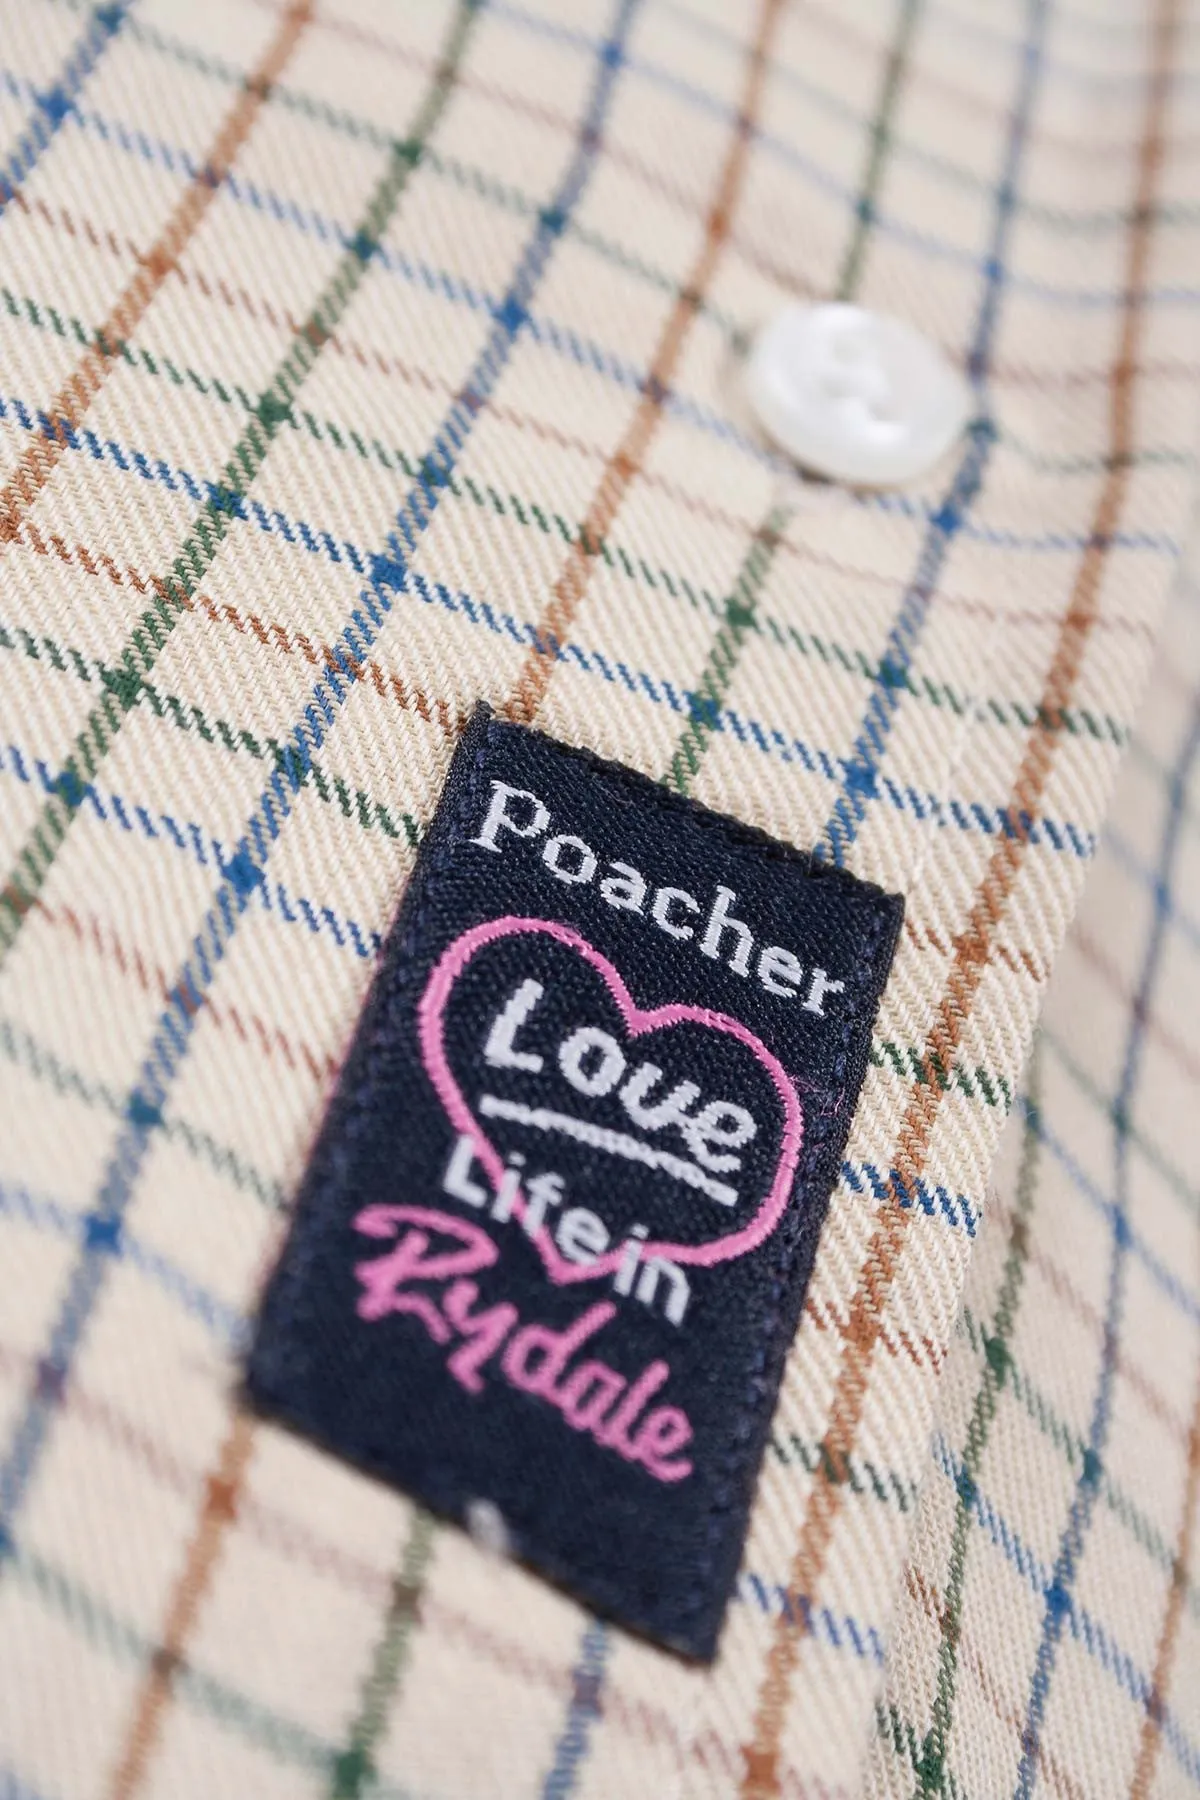 Poacher
Love
Life in
Rydale